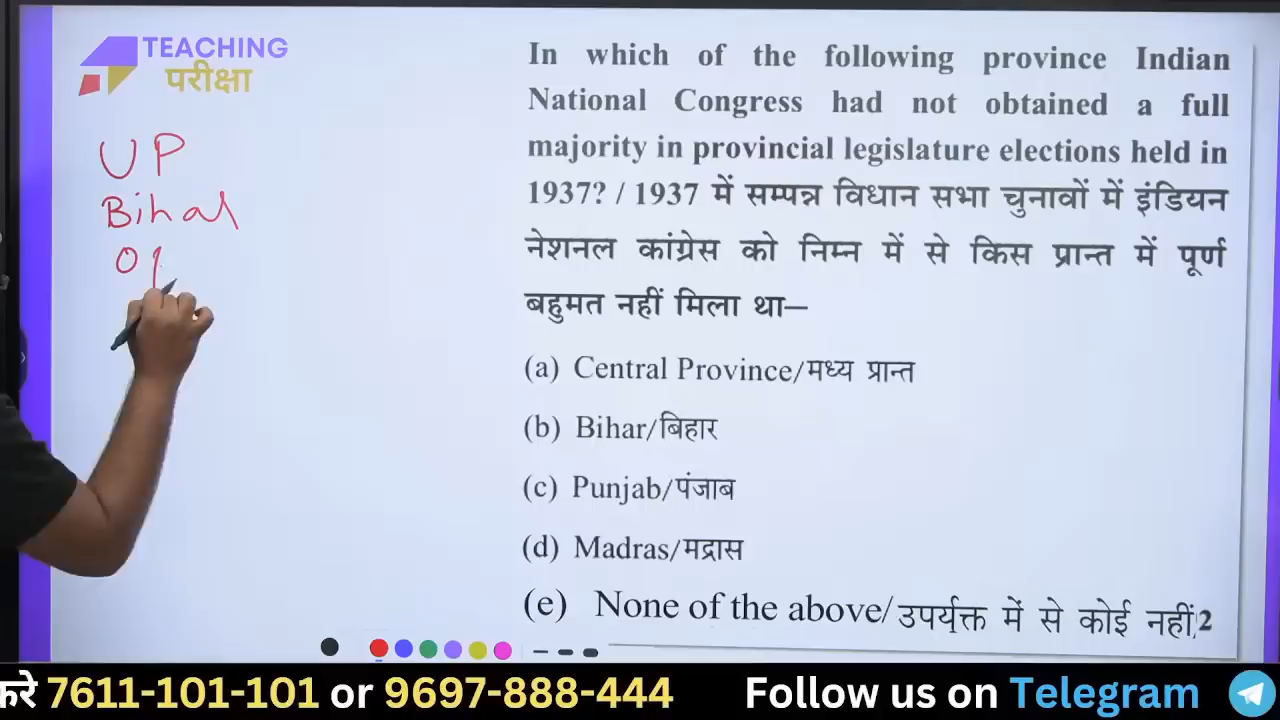 TEACHING
परीक्षा
UP
Bihar
In which of the following province Indian
National Congress had not obtained a full
majority in provincial legislature elections held in
1937? / 1937 में सम्पन्न विधान सभा चुनावों में इंडियन
नेशनल कांग्रेस को निम्न में से किस प्रान्त में पूर्ण
बहुमत नहीं मिला था–
(a) Central Province/मध्य प्रान्त
(b) Bihar/बिहार
(c) Punjab/पंजाब
(d) Madras/मद्रास
(e) None of the above/उपर्युक्त में से कोई नहीं 2
करे 7611-101-101 or 9697-888-444 Follow us on Telegram